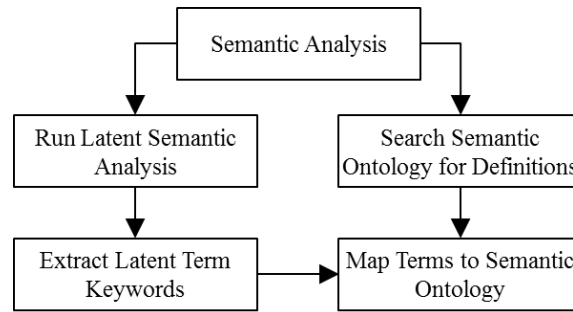 Semantic Analysis
Run Latent Semantic
Analysis
Search Semantic
Ontology for Definitions
Extract Latent Term
Keywords
Map Terms to Semantic
Ontology